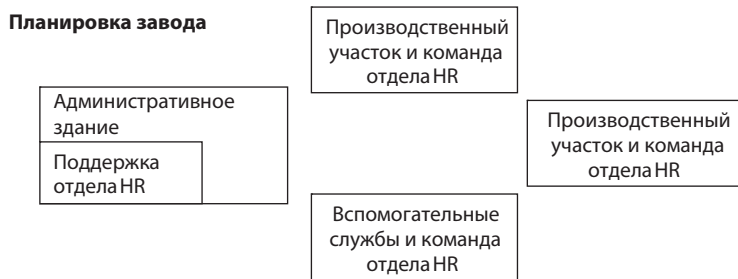 Планировка завода
Производственный
участок и команда
отдела HR
Административное
здание
Поддержка
отдела HR
Производственный
участок и команда
отдела HR
Вспомогательные
службы и команда
отдела HR